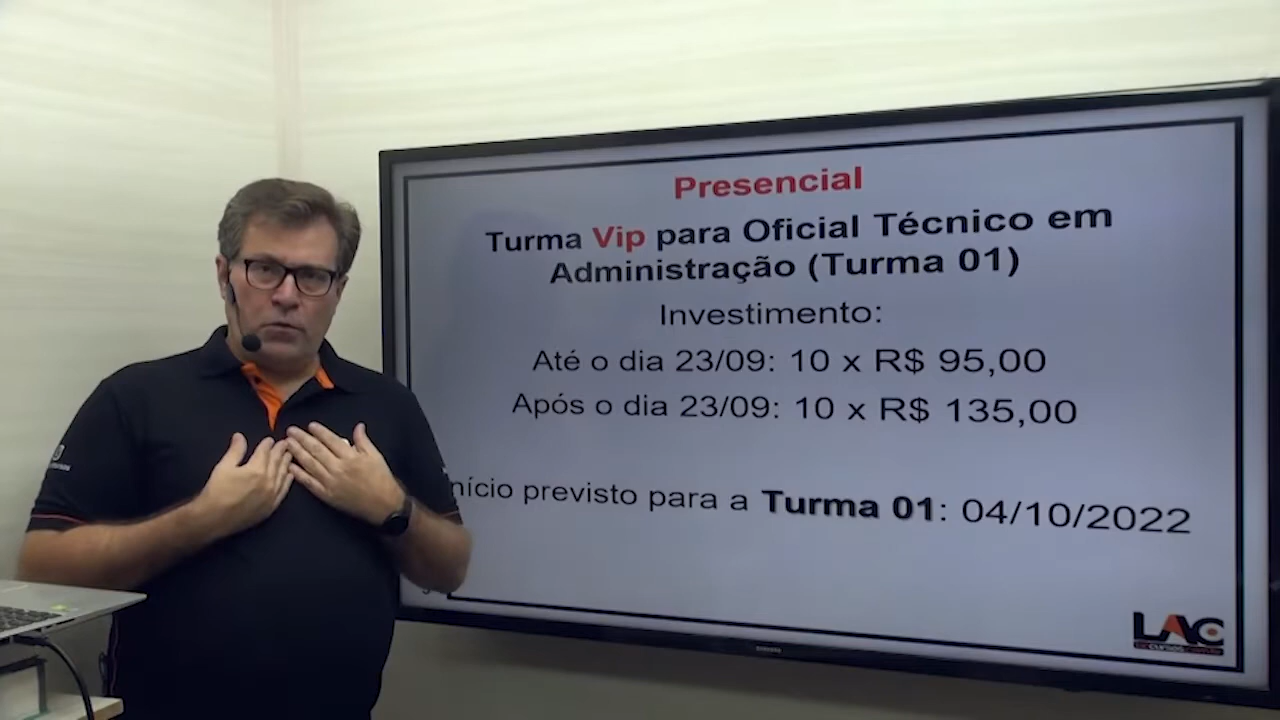 Presencial
Turma Vip para Oficial Técnico em
Administração (Turma 01)
Investimento:
Até o dia 23/09: 10 x R$ 95,00
Após o dia 23/09: 10 x R$ 135,00
nício previsto para a Turma 01: 04/10/2022
LAC
SAMSUNG